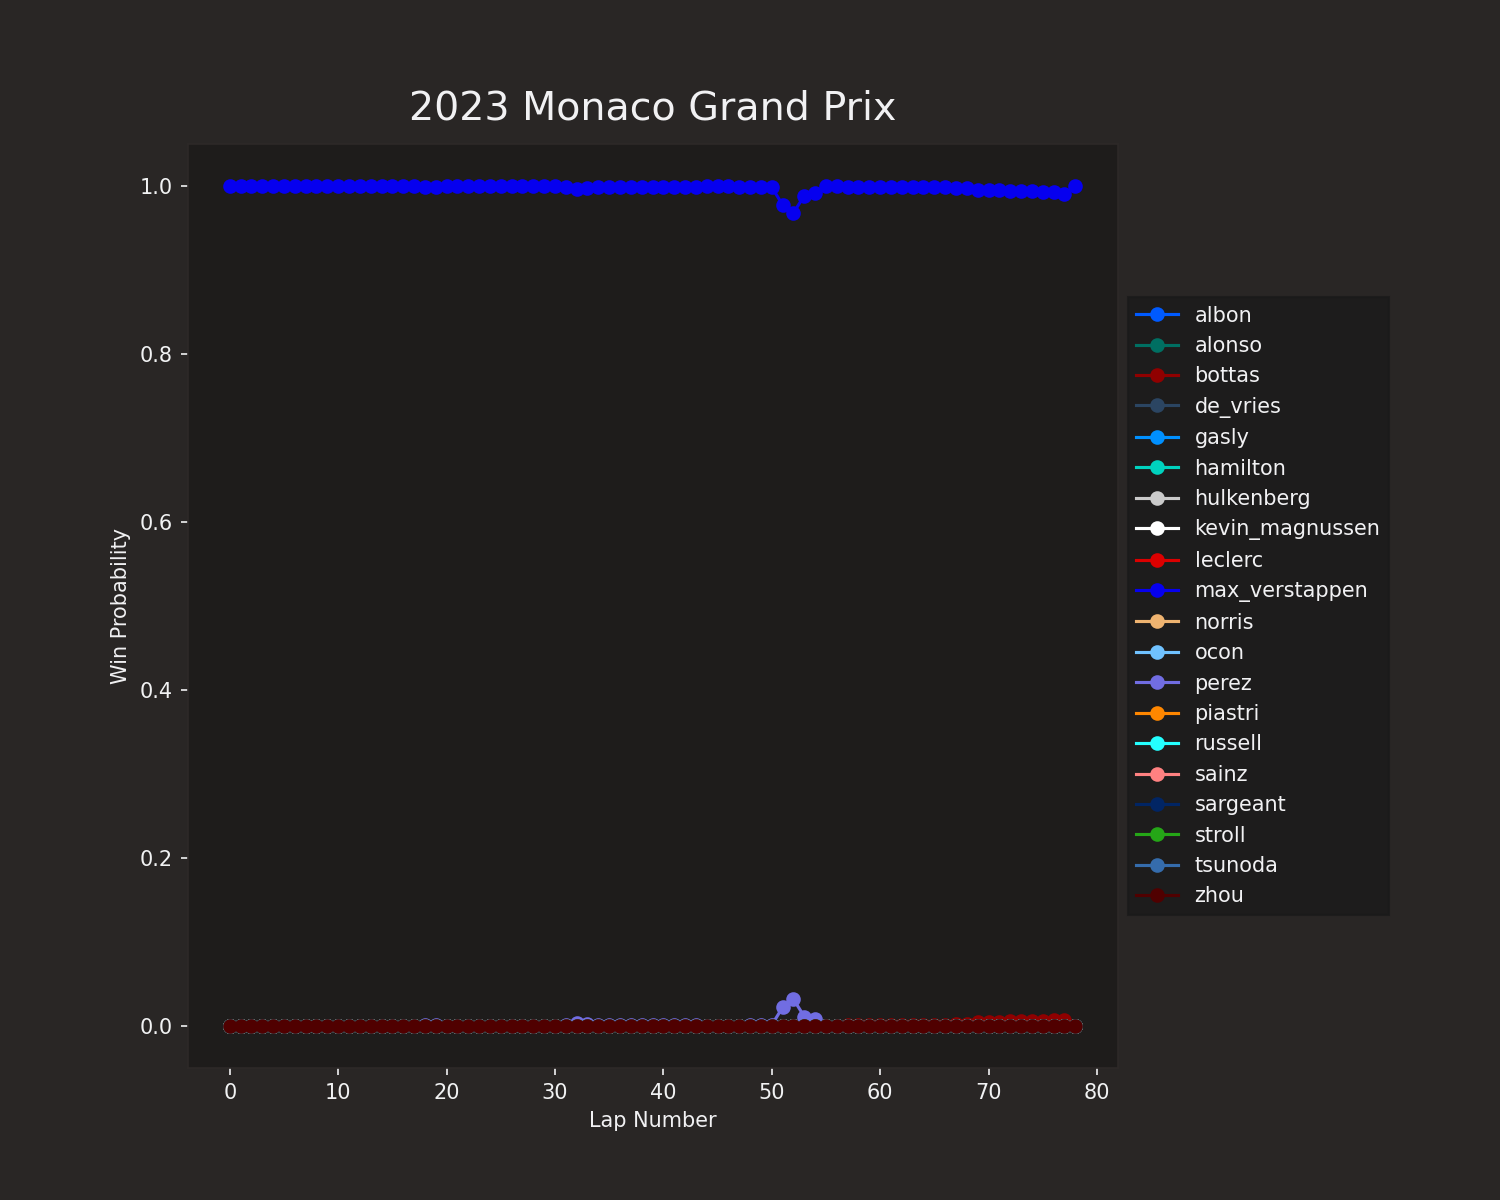 2023 Monaco Grand Prix
1.0
0.8
0.6
0.4
0.2
0.0
Win Probability
0 10 20 30 40 50 60 70 80
Lap Number
albon
alonso
bottas
de_vries
gasly
hamilton
hulkenberg
kevin_magnussen
leclerc
max_verstappen
norris
ocon
perez
piastri
russell
sainz
sargeant
stroll
tsunoda
zhou